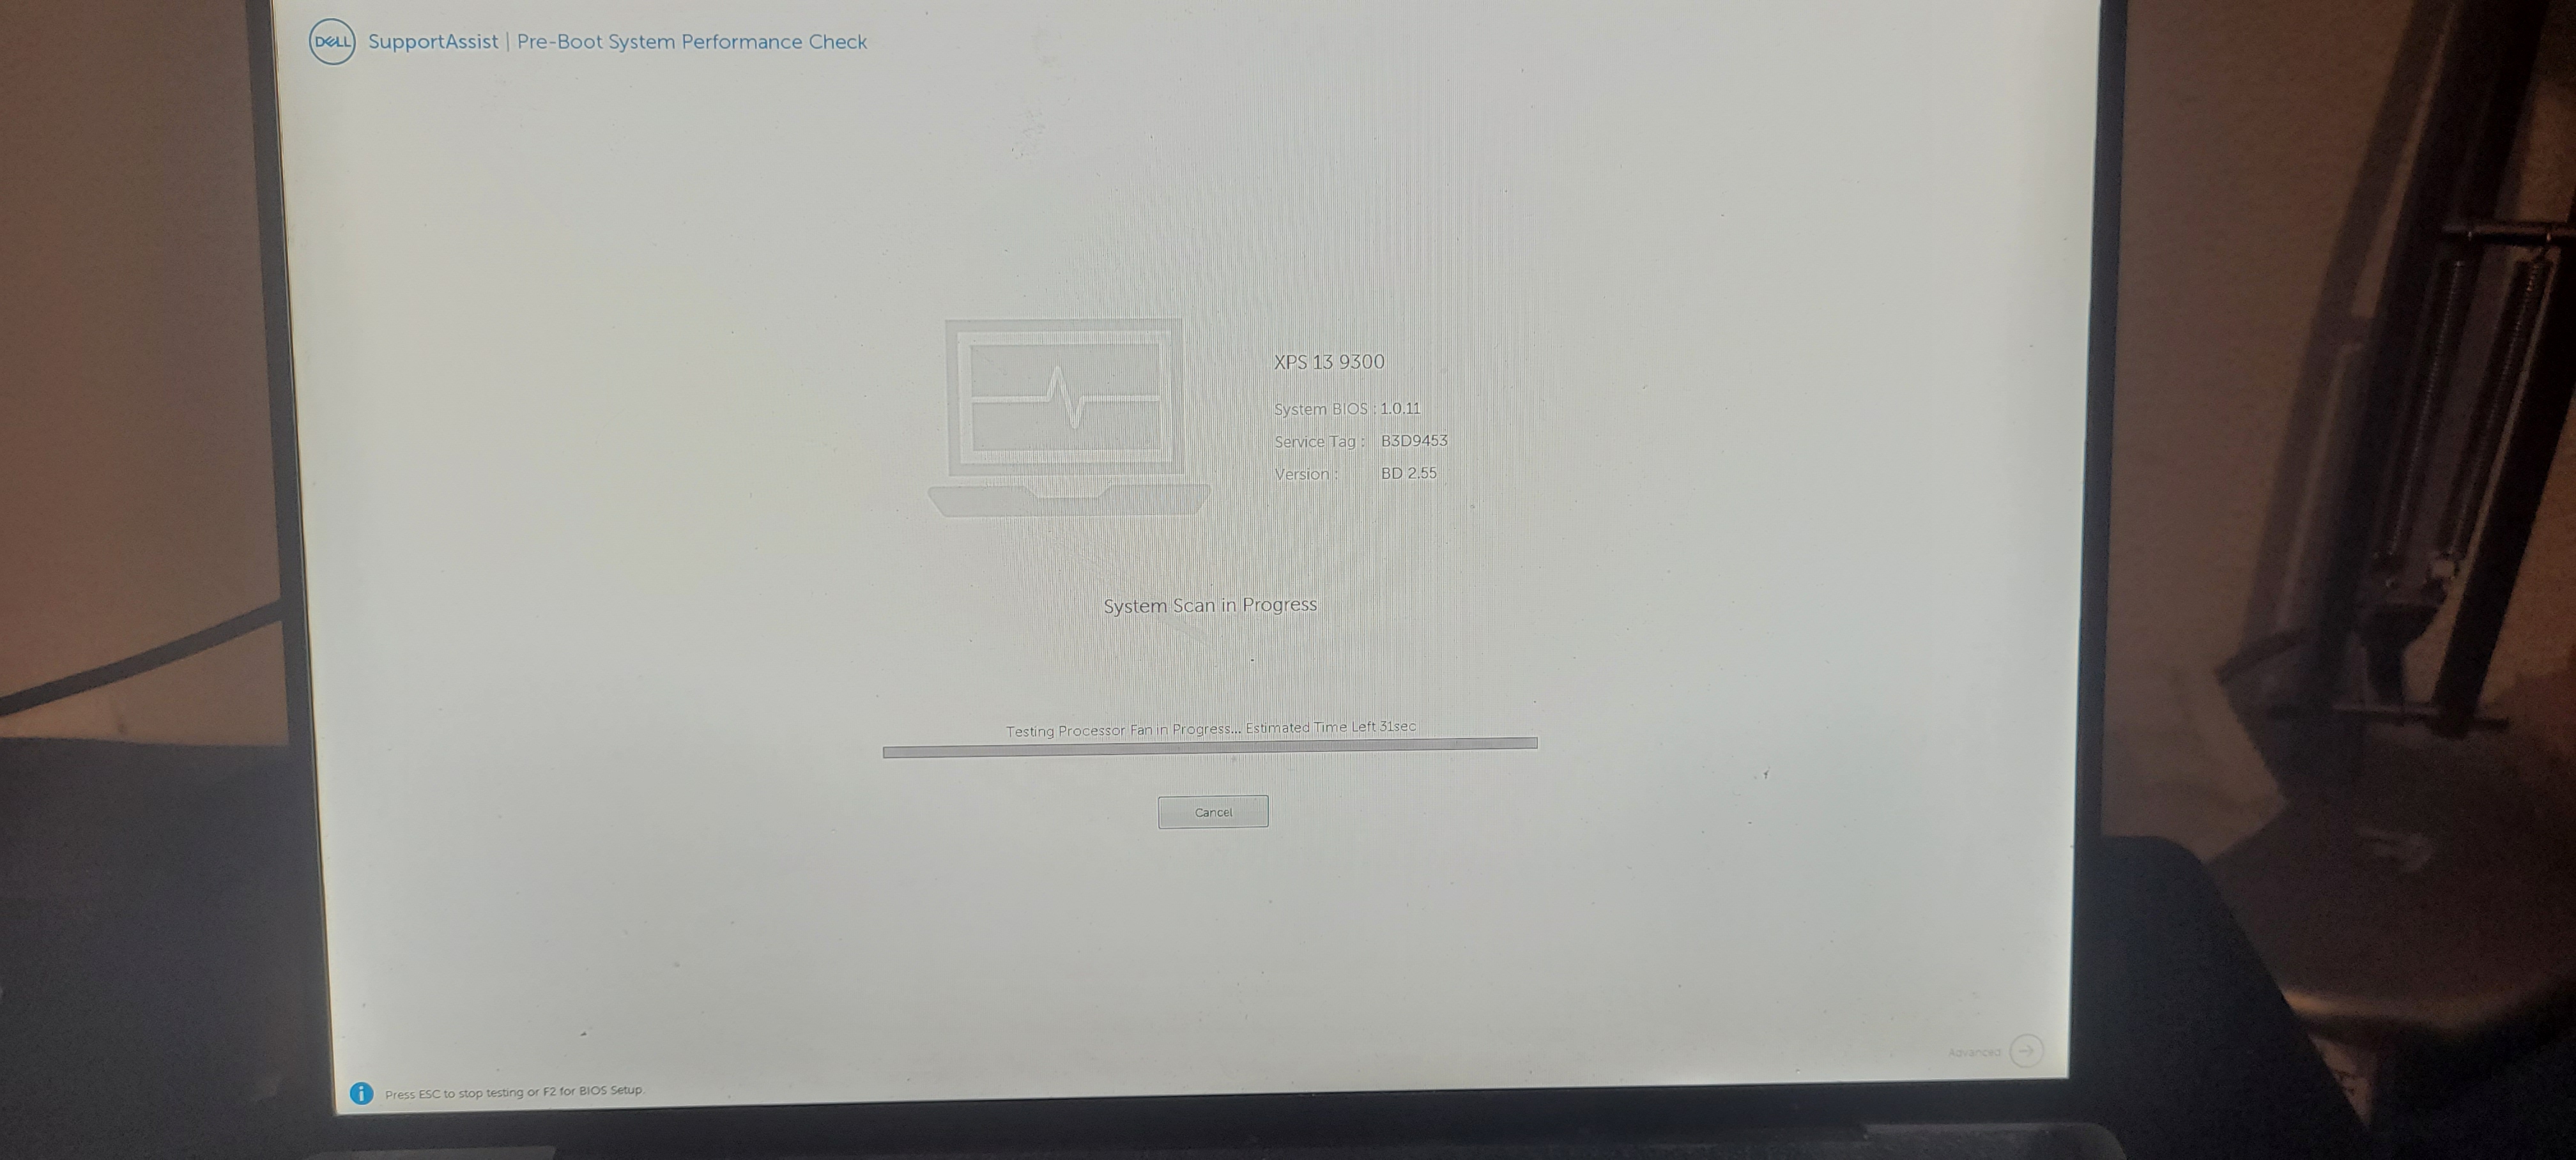 DELL SupportAssist | Pre-Boot System Performance Check
XPS 13 9300
System BIOS : 1.0.11
Service Tag : B3D9453
Version : BD 2.55
System Scan in Progress
Testing Processor Fan in Progress... Estimated Time Left 31sec
Cancel
Advanced
i Press ESC to stop testing or F2 for BIOS Setup.